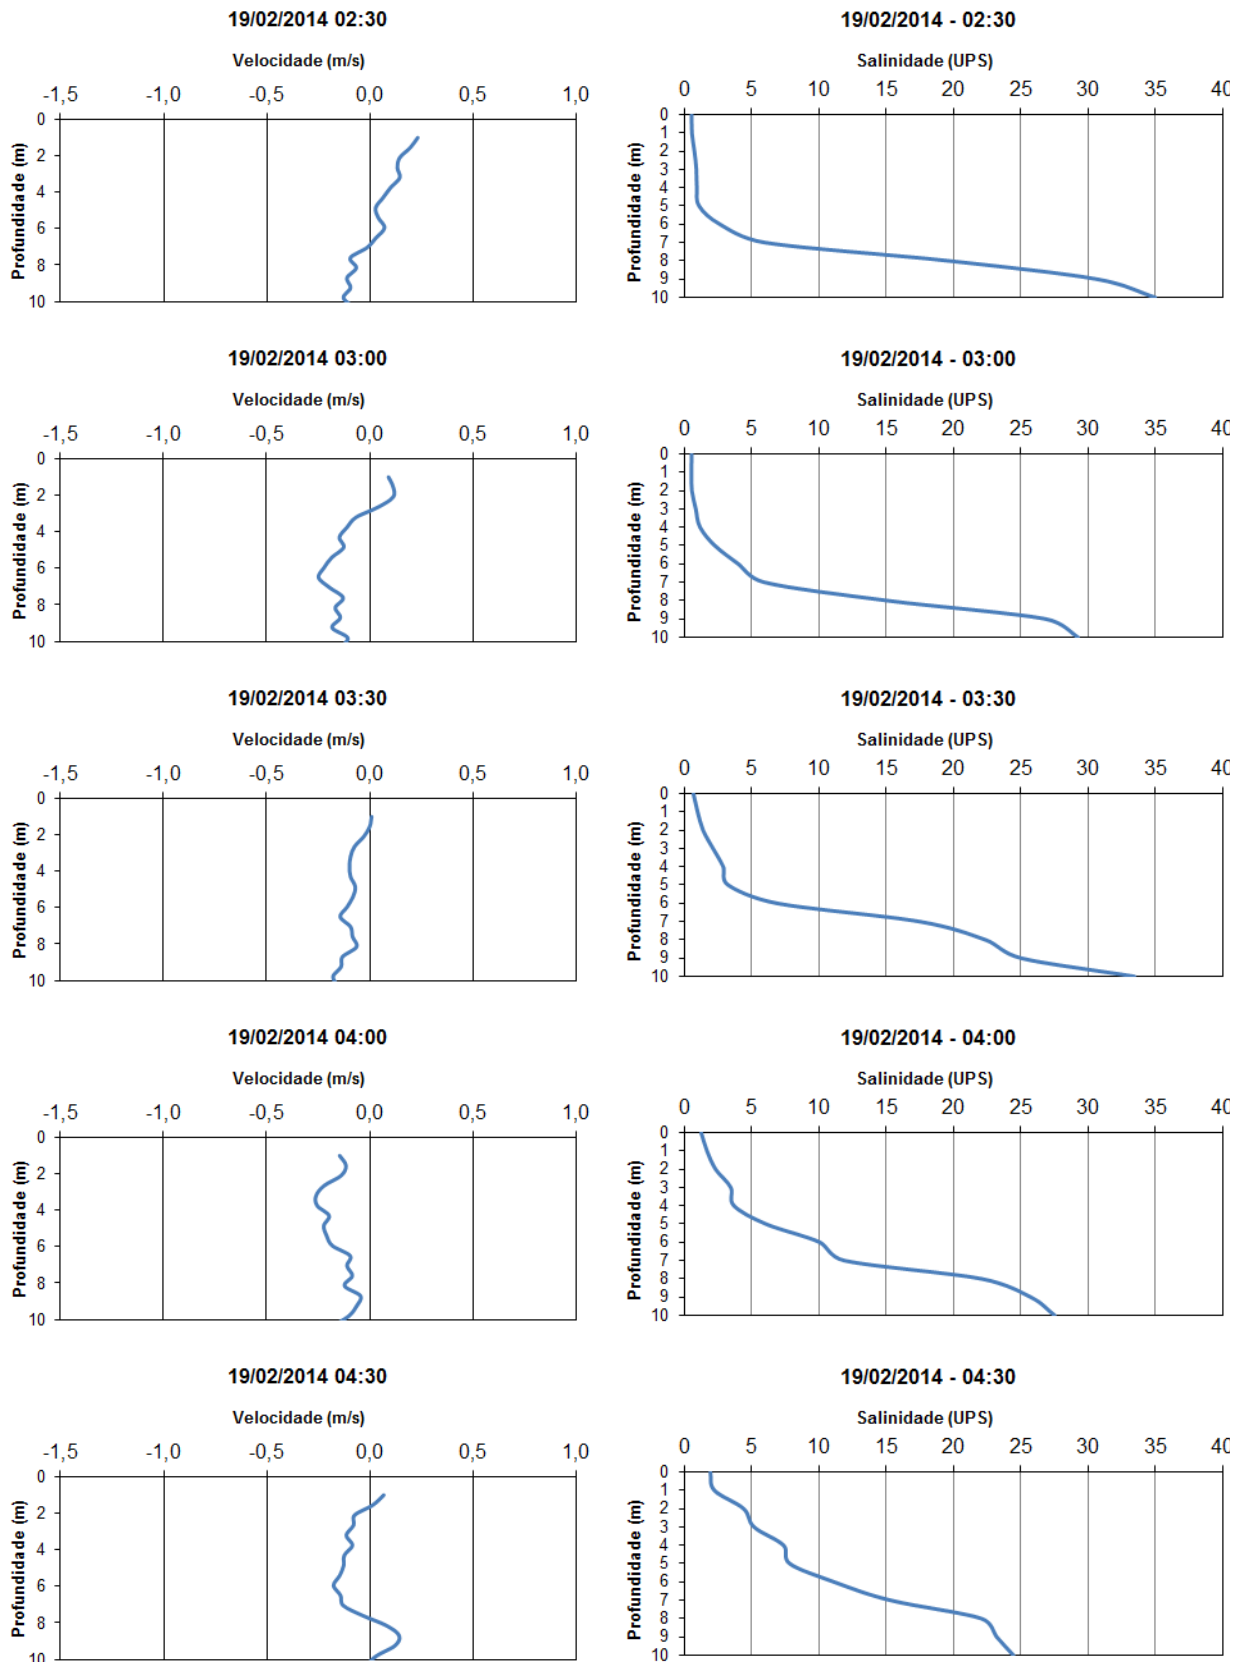 19/02/2014 02:30
Velocidade (m/s)
-1,5 -1,0 -0,5 0,0 0,5 1,0
Profundidade (m)
0
2
4
6
8
10
19/02/2014 - 02:30
Salinidade (UPS)
0 5 10 15 20 25 30 35 40
Profundidade (m)
0
1
2
3
4
5
6
7
8
9
10
19/02/2014 03:00
Velocidade (m/s)
-1,5 -1,0 -0,5 0,0 0,5 1,0
Profundidade (m)
0
2
4
6
8
10
19/02/2014 - 03:00
Salinidade (UPS)
0 5 10 15 20 25 30 35 40
Profundidade (m)
0
1
2
3
4
5
6
7
8
9
10
19/02/2014 03:30
Velocidade (m/s)
-1,5 -1,0 -0,5 0,0 0,5 1,0
Profundidade (m)
0
2
4
6
8
10
19/02/2014 - 03:30
Salinidade (UPS)
0 5 10 15 20 25 30 35 40
Profundidade (m)
0
1
2
3
4
5
6
7
8
9
10
19/02/2014 04:00
Velocidade (m/s)
-1,5 -1,0 -0,5 0,0 0,5 1,0
Profundidade (m)
0
2
4
6
8
10
19/02/2014 - 04:00
Salinidade (UPS)
0 5 10 15 20 25 30 35 40
Profundidade (m)
0
1
2
3
4
5
6
7
8
9
10
19/02/2014 04:30
Velocidade (m/s)
-1,5 -1,0 -0,5 0,0 0,5 1,0
Profundidade (m)
0
2
4
6
8
10
19/02/2014 - 04:30
Salinidade (UPS)
0 5 10 15 20 25 30 35 40
Profundidade (m)
0
1
2
3
4
5
6
7
8
9
10